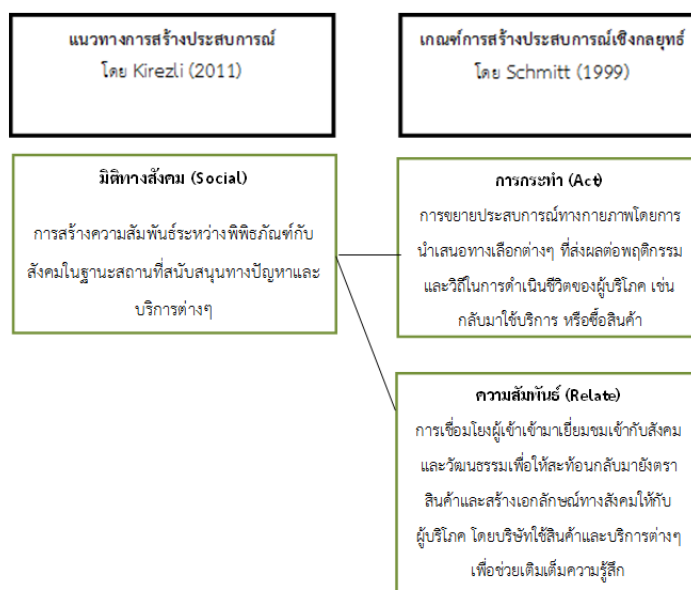 แนวทางการสร้างประสบการณ์
โดย Kirezli (2011)
เกณฑ์การสร้างประสบการณ์เชิงกลยุทธ์
โดย Schmitt (1999)
มิติทางสังคม (Social)
การสร้างความสัมพันธ์ระหว่างพิพิธภัณฑ์กับ
สังคมในฐานะสถานที่สนับสนุนทางปัญหาและ
บริการต่างๆ
การกระทำ (Act)
การขยายประสบการณ์ทางกายภาพโดยการ
นำเสนอทางเลือกต่างๆ ที่ส่งผลต่อพฤติกรรม
และวิถีในการดำเนินชีวิตของผู้บริโภค เช่น
กลับมาใช้บริการ หรือซื้อสินค้า
ความสัมพันธ์ (Relate)
การเชื่อมโยงผู้เข้าเข้ามาเยี่ยมชมเข้ากับสังคม
และวัฒนธรรมเพื่อให้สะท้อนกลับมายังตรา
สินค้าและสร้างเอกลักษณ์ทางสังคมให้กับ
ผู้บริโภค โดยบริษัทใช้สินค้าและบริการต่างๆ
เพื่อช่วยเติมเต็มความรู้สึก